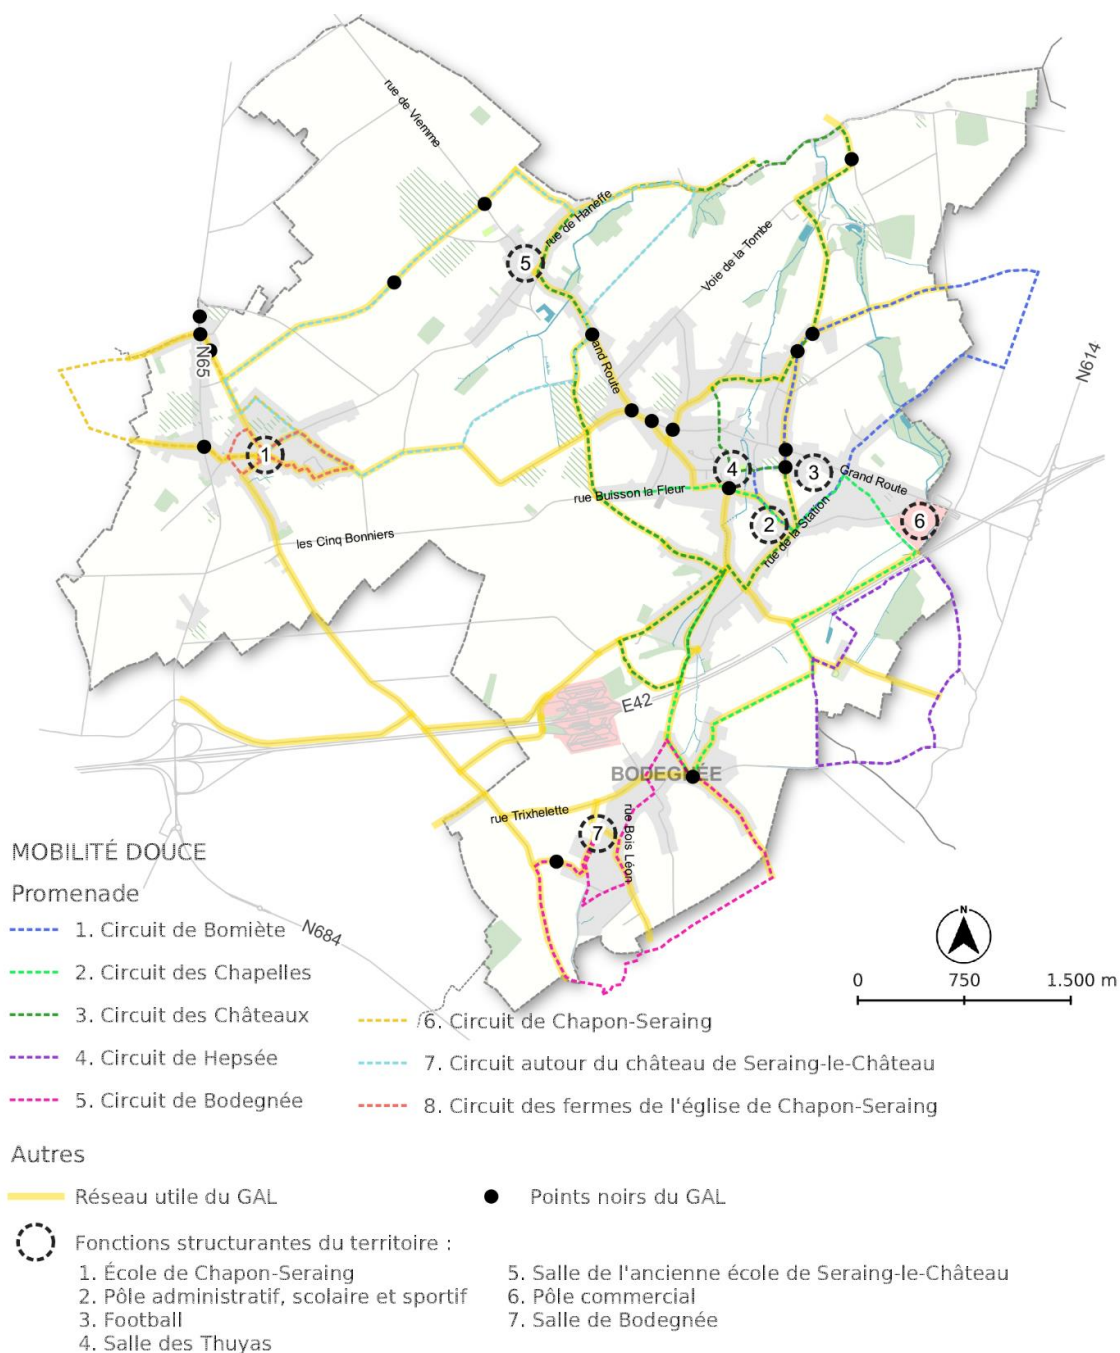 rue de Viemme
rue de Haneffe
5
Voie de la Tombe
N65
and Route
N614
1
4
3
Grand Route
rue Buisson la Fleur
6
2
rue de la Station
les Cinq Bonniers
E42
BODEGNÉE
rue Trixhelette
7
rue Bois Léon
N684
N
0 750 1.500 m
MOBILITÉ DOUCE
Promenade
1. Circuit de Bomiète
2. Circuit des Chapelles
3. Circuit des Châteaux
4. Circuit de Hepsée
5. Circuit de Bodegnée
6. Circuit de Chapon-Seraing
7. Circuit autour du château de Seraing-le-Château
8. Circuit des fermes de l'église de Chapon-Seraing
Autres
Réseau utile du GAL
Points noirs du GAL
Fonctions structurantes du territoire :
1. École de Chapon-Seraing
2. Pôle administratif, scolaire et sportif
3. Football
4. Salle des Thuyas
5. Salle de l'ancienne école de Seraing-le-Château
6. Pôle commercial
7. Salle de Bodegnée